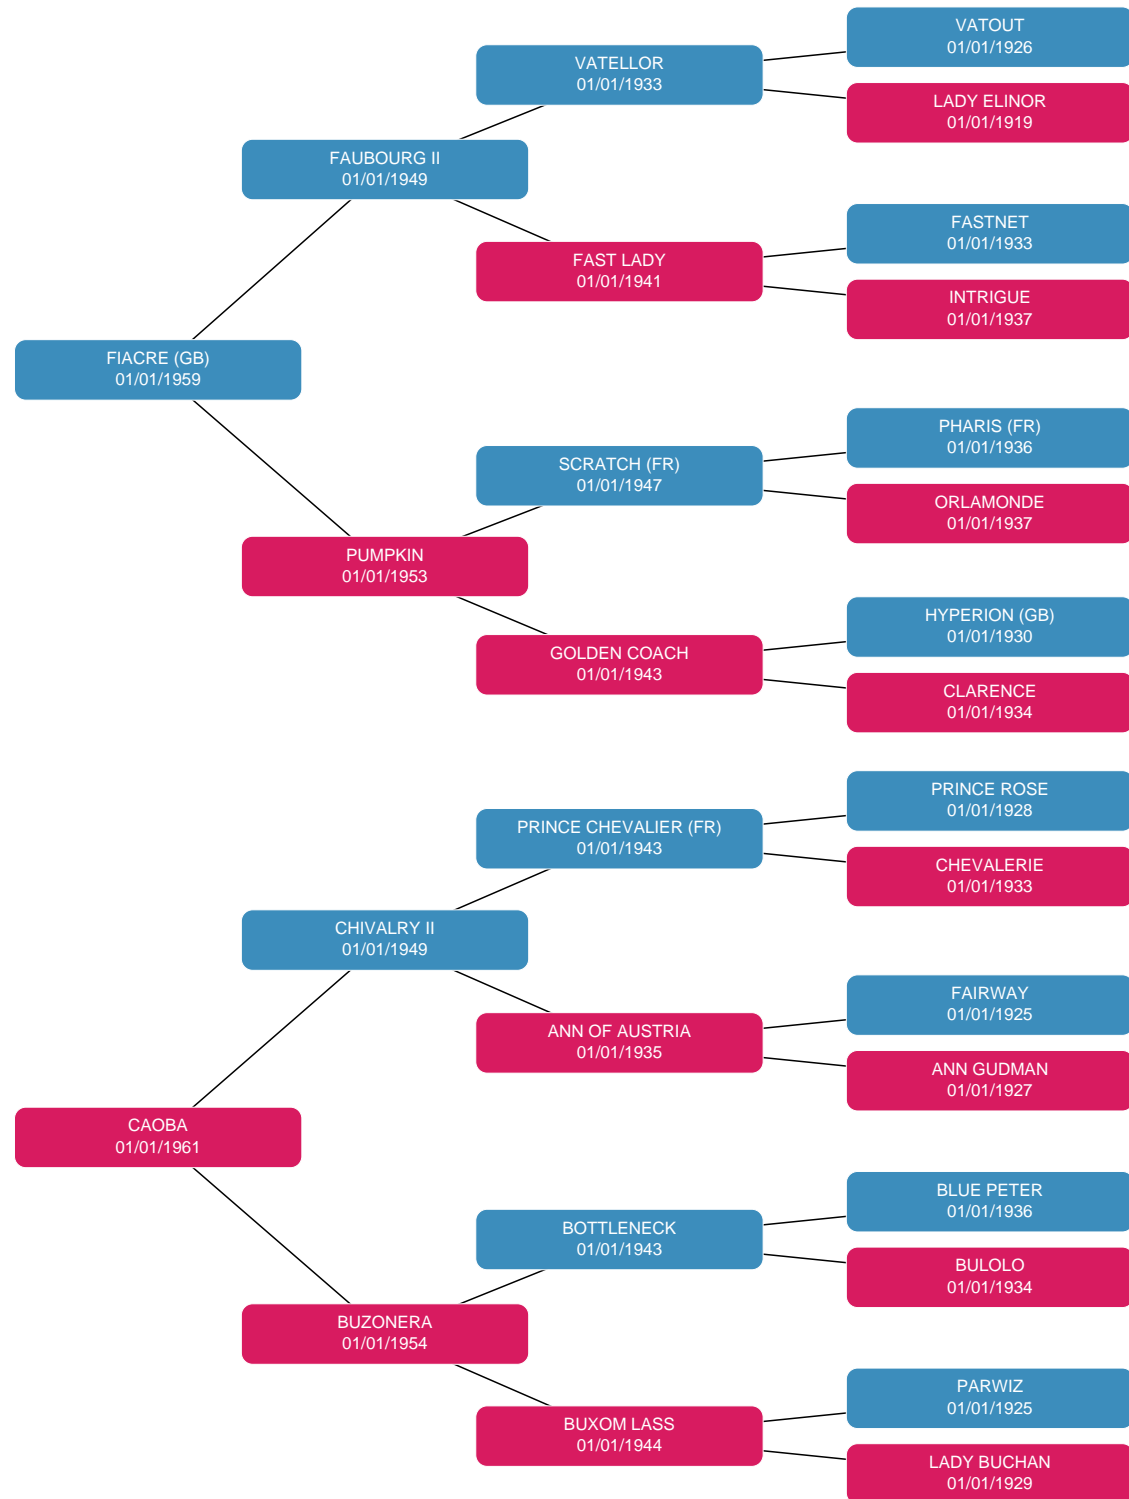 VATOUT
01/01/1926
VATELLOR
01/01/1933
LADY ELINOR
01/01/1919
FAUBOURG II
01/01/1949
FASTNET
01/01/1933
FAST LADY
01/01/1941
INTRIGUE
01/01/1937
FIACRE (GB)
01/01/1959
PHARIS (FR)
01/01/1936
SCRATCH (FR)
01/01/1947
ORLAMONDE
01/01/1937
PUMPKIN
01/01/1953
HYPERION (GB)
01/01/1930
GOLDEN COACH
01/01/1943
CLARENCE
01/01/1934
PRINCE ROSE
01/01/1928
PRINCE CHEVALIER (FR)
01/01/1943
CHEVALERIE
01/01/1933
CHIVALRY II
01/01/1949
FAIRWAY
01/01/1925
ANN OF AUSTRIA
01/01/1935
ANN GUDMAN
01/01/1927
CAOBA
01/01/1961
BLUE PETER
01/01/1936
BOTTLENECK
01/01/1943
BULOLO
01/01/1934
BUZONERA
01/01/1954
PARWIZ
01/01/1925
BUXOM LASS
01/01/1944
LADY BUCHAN
01/01/1929